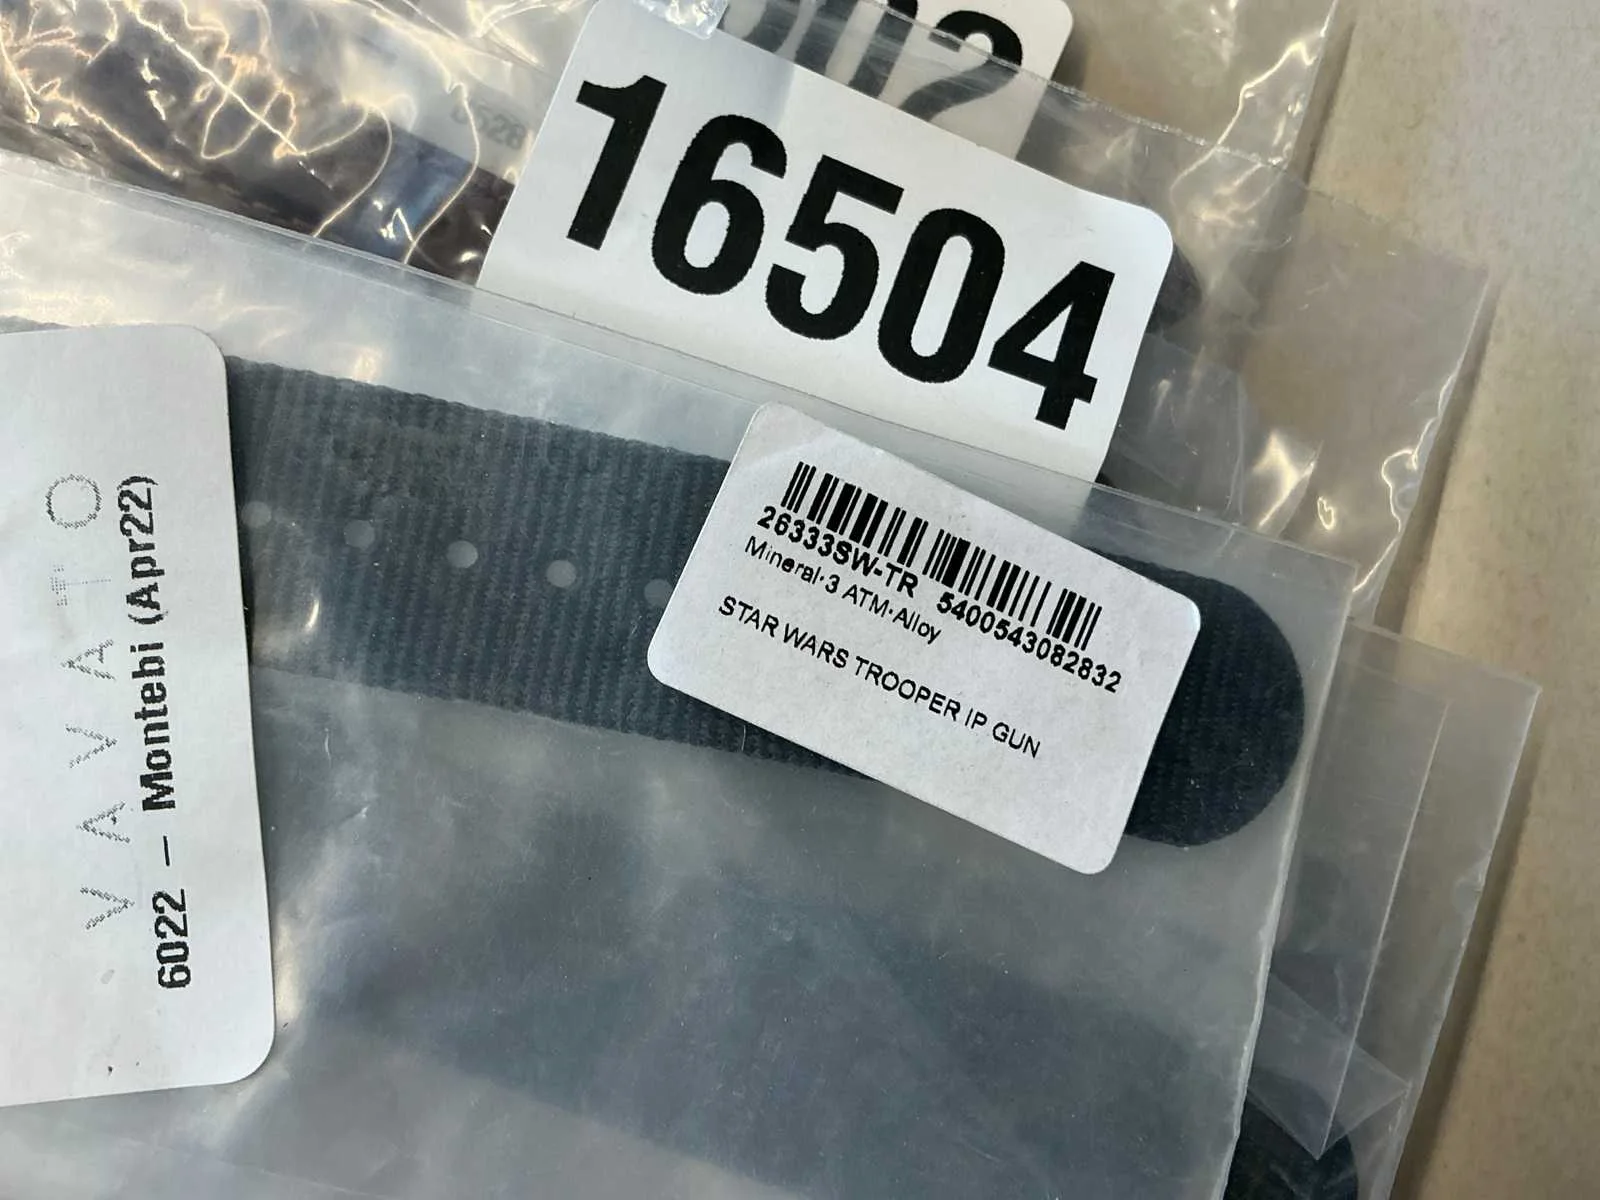 16504
26333SW-TR 5400543082832
Mineral·3 ATM·Alloy
STAR WARS TROOPER IP GUN
VAVATO
6022 – Montebi (Apr22)